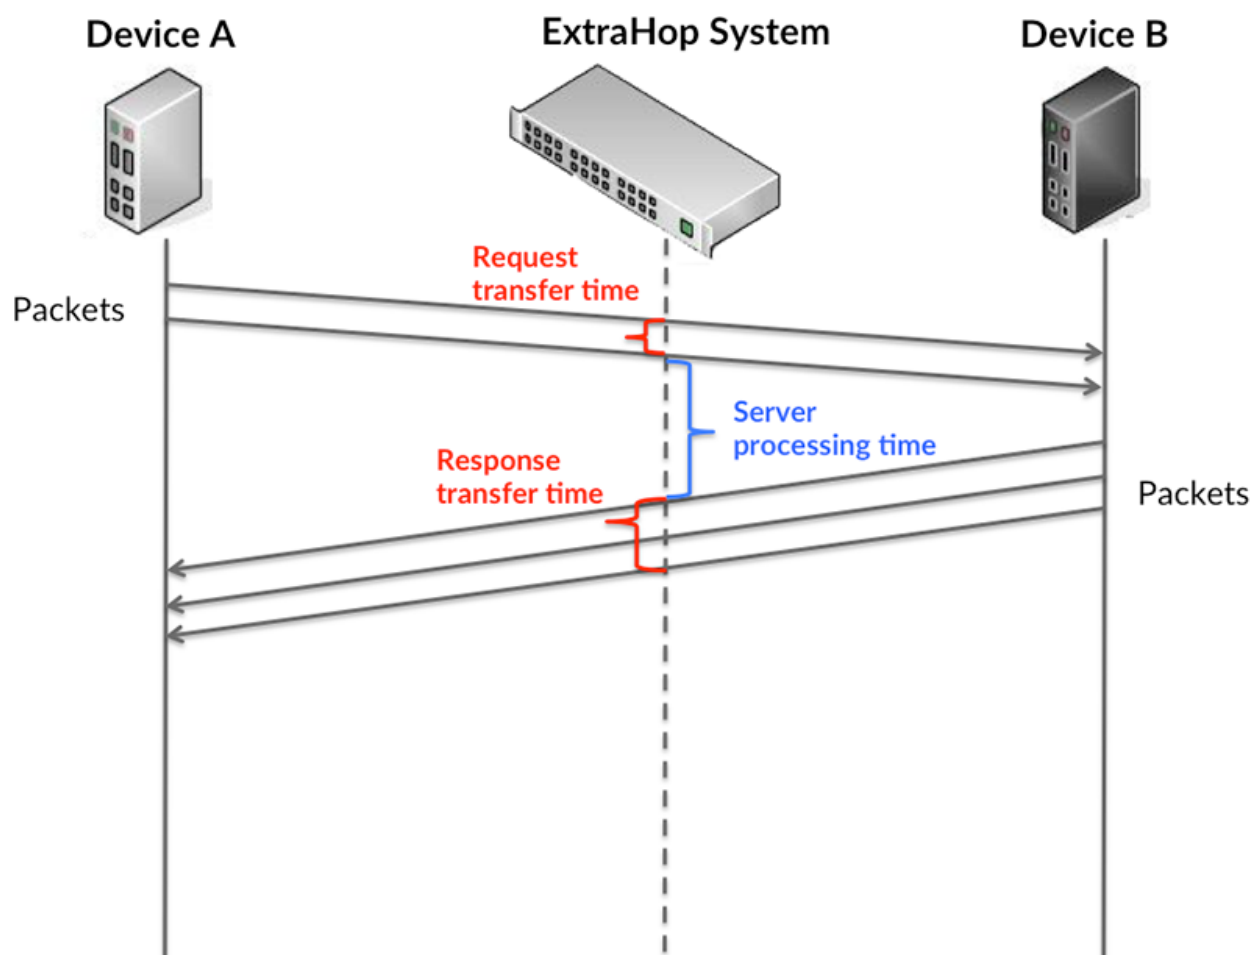 Device A
ExtraHop System
Device B
Request
transfer time
Packets
Server
processing time
Response
transfer time
Packets